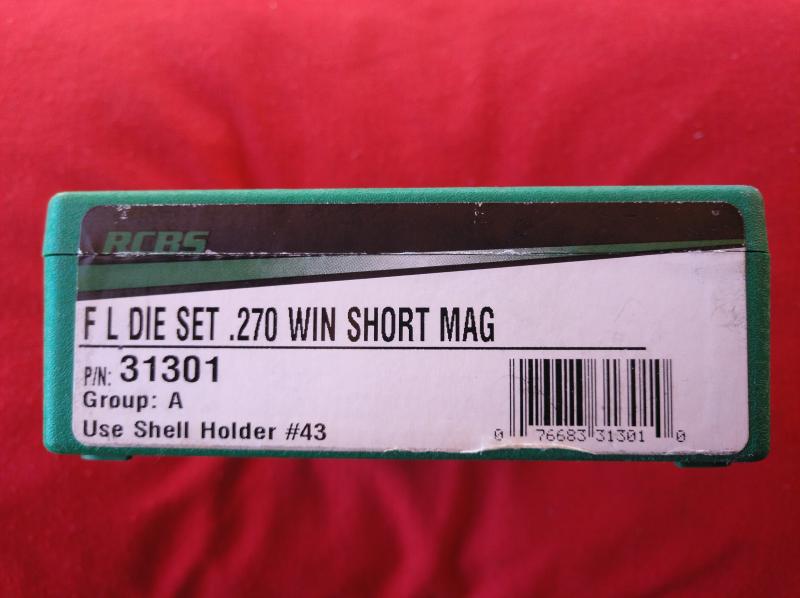 RCBS
F L DIE SET .270 WIN SHORT MAG
P/N: 31301
Group: A
Use Shell Holder #43
0 76683 31301 0